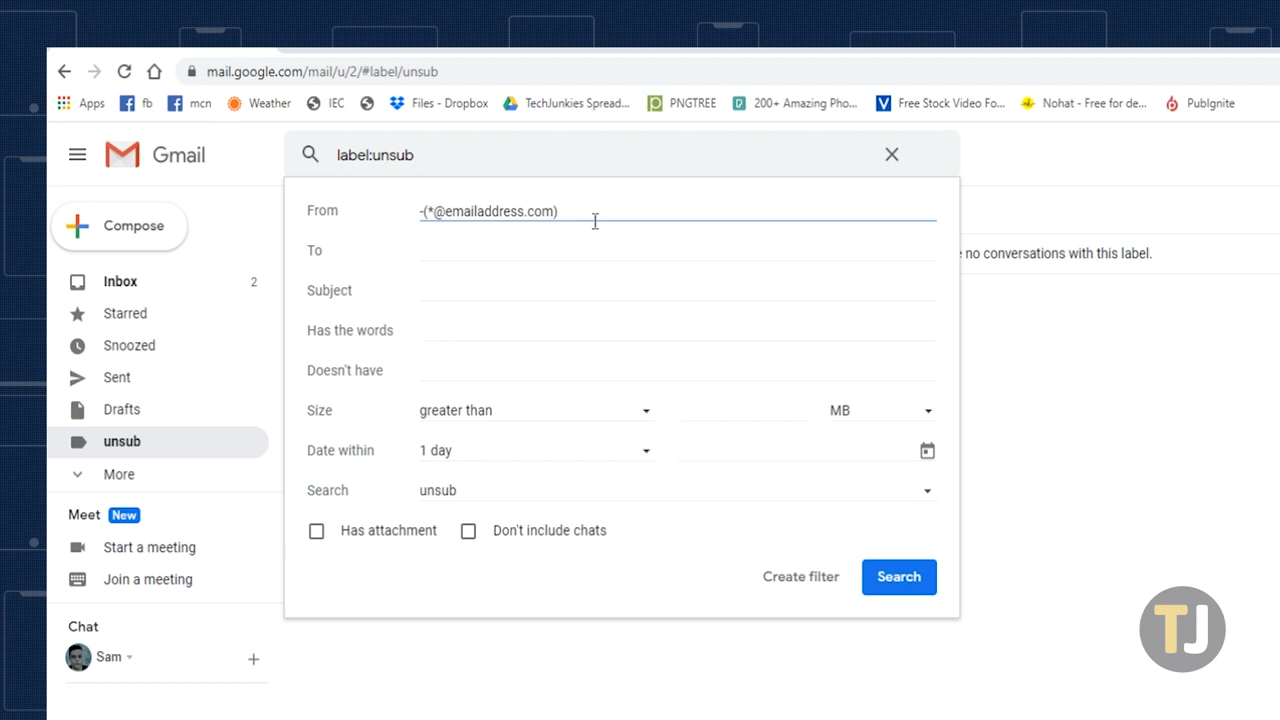 mail.google.com/mail/u/2/#label/unsub
Apps fb mcn Weather IEC Files - Dropbox TechJunkies Spread... PNGTREE 200+ Amazing Pho... Free Stock Video Fo... Nohat - Free for de... PubIgnite
Gmail
label:unsub
Compose
From -(*@emailaddress.com)
To
Subject
Has the words
Doesn't have
Size greater than MB
Date within 1 day
Search unsub
Has attachment Don't include chats
Create filter Search
no conversations with this label.
Inbox 2
Starred
Snoozed
Sent
Drafts
unsub
More
Meet New
Start a meeting
Join a meeting
Chat
Sam
TJ